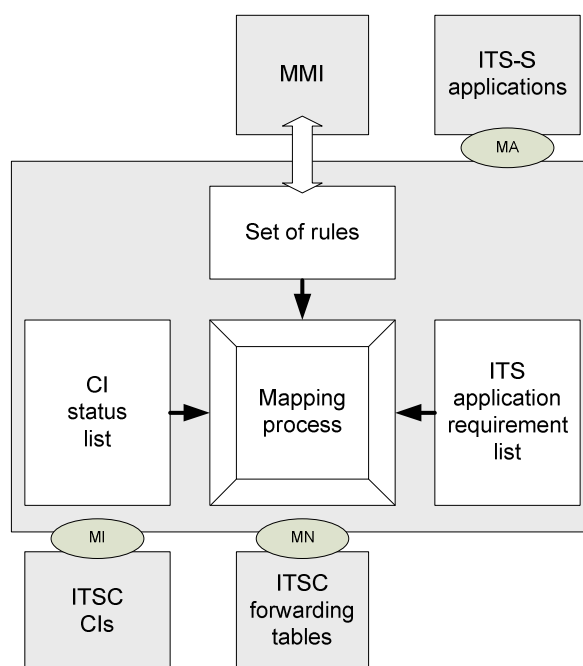 MMI
ITS-S
applications
MA
Set of rules
CI
status
list
Mapping
process
ITS
application
requirement
list
MI
MN
ITSC
CIs
ITSC
forwarding
tables